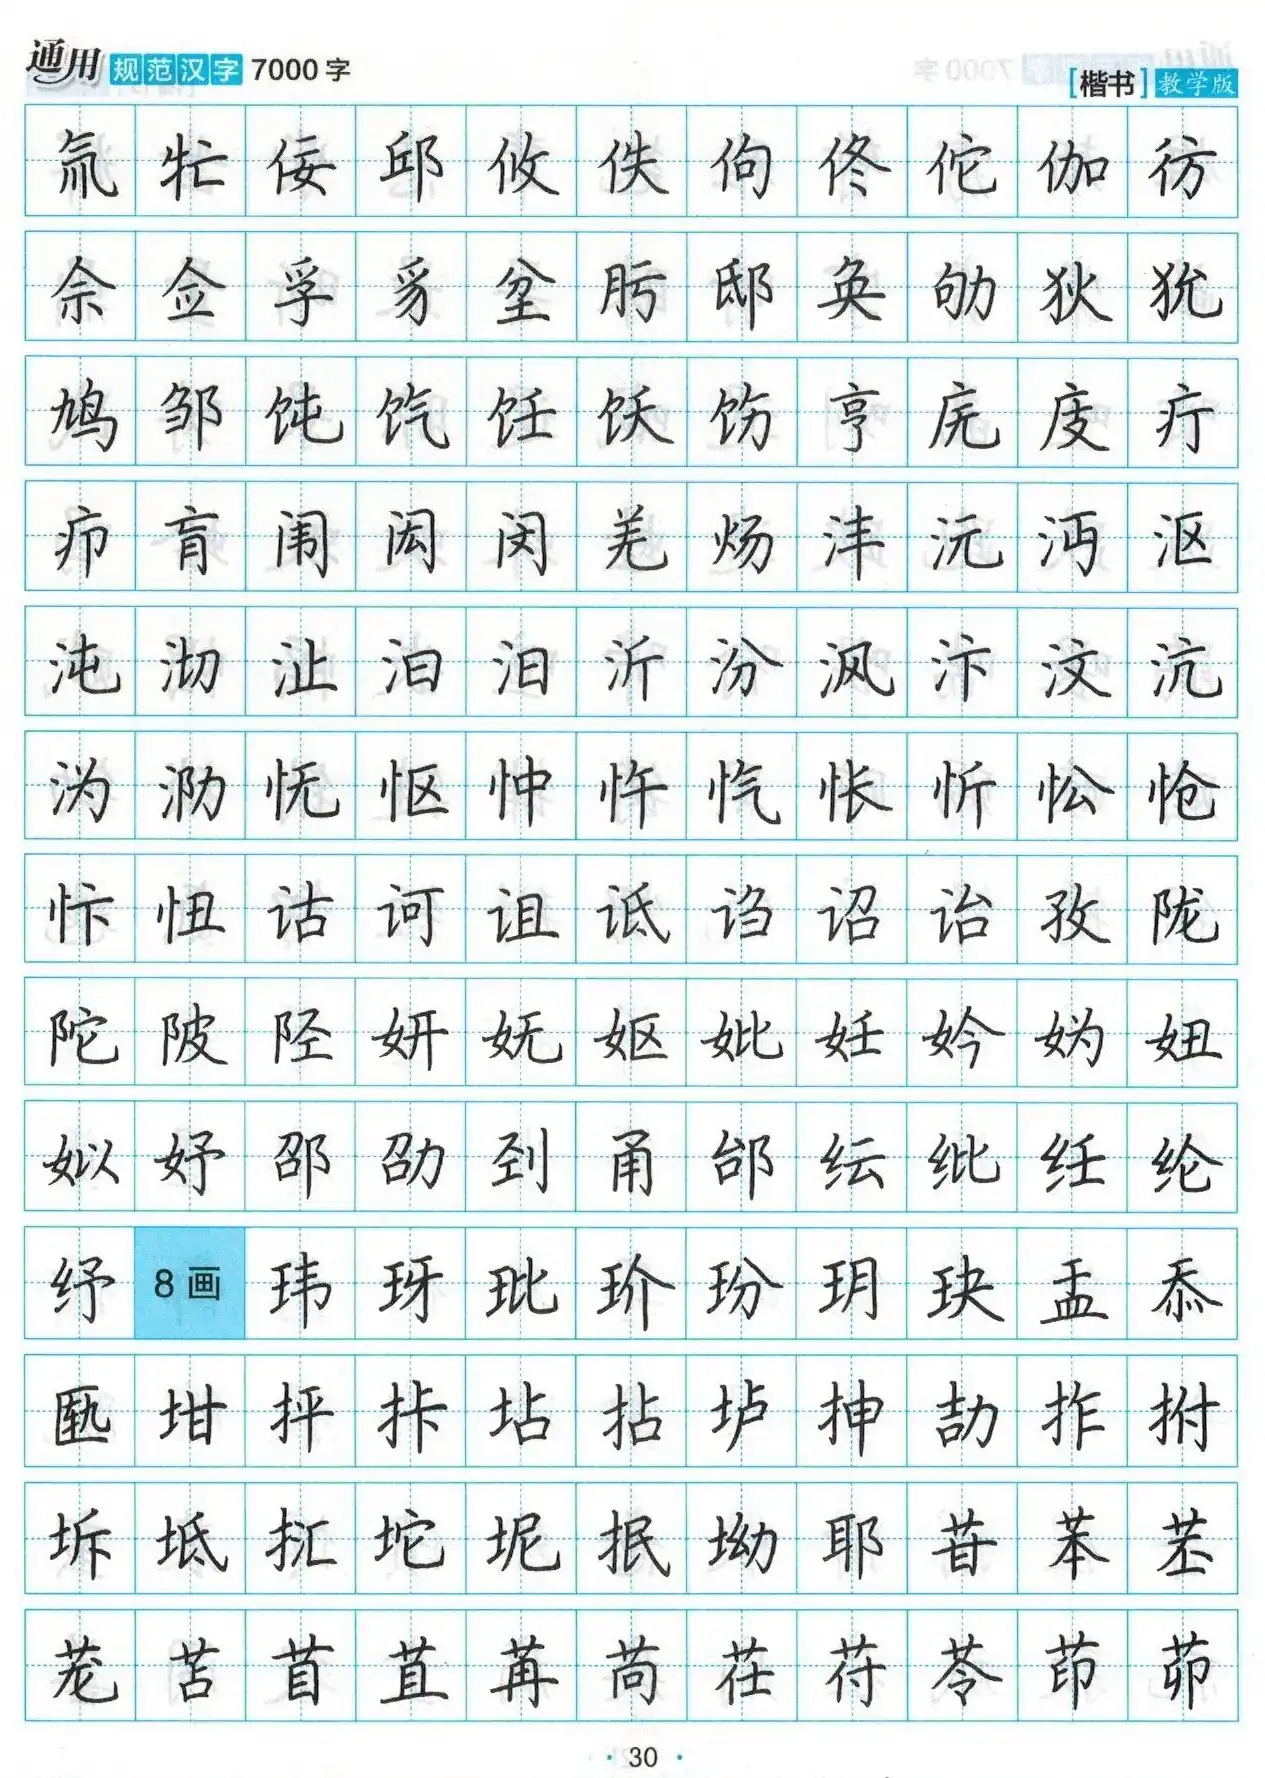 通用规范汉字7000字
[楷书]教学版
氚牤佞邱攸佚佝佟佗伽彷
佘佥孚豸坌肟邸奂劬狄狁
鸠邹饨饩饪饫饬亨庑庋疔
疖肓闱闳闵羌炀沣沅沔沤
沌沏沚汩汨沂汾沨汴汶沆
沩泐怃怄忡忤忾怅忻忪怆
忭忸诂诃诅诋诌诏诒孜陇
陀陂陉妍妩妪妣妊妗妫妞
姒妤邵劭刭甬邰纭纰纴纶
纾8画玮玡玭玠玢玥玦盂忝
匦坩抨拤坫拈垆抻劼拃拊
坼坻㧟坨坭抿坳耶苷苯苤
茏苫苜苴苒苘茌苻苓茚茆
·30·